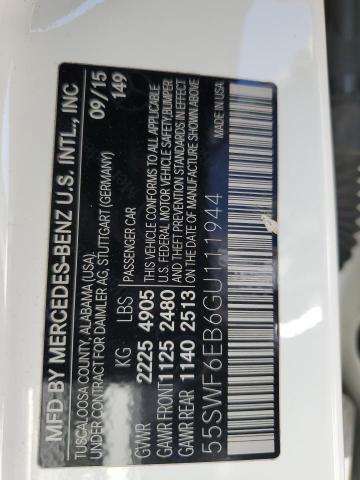 MFD BY MERCEDES-BENZ U.S. INTL., INC
TUSCALOOSA COUNTY, ALABAMA (USA)
UNDER CONTRACT FOR DAIMLER AG, STUTTGART (GERMANY)
09/15
149
KG LBS PASSENGER CAR
GVWR 2225 4905 THIS VEHICLE CONFORMS TO ALL APPLICABLE
GAWR FRONT 1125 2480 U.S. FEDERAL MOTOR VEHICLE SAFETY, BUMPER
GAWR REAR 1140 2513 AND THEFT PREVENTION STANDARDS IN EFFECT
ON THE DATE OF MANUFACTURE SHOWN ABOVE
55SWF6EB6GU111944